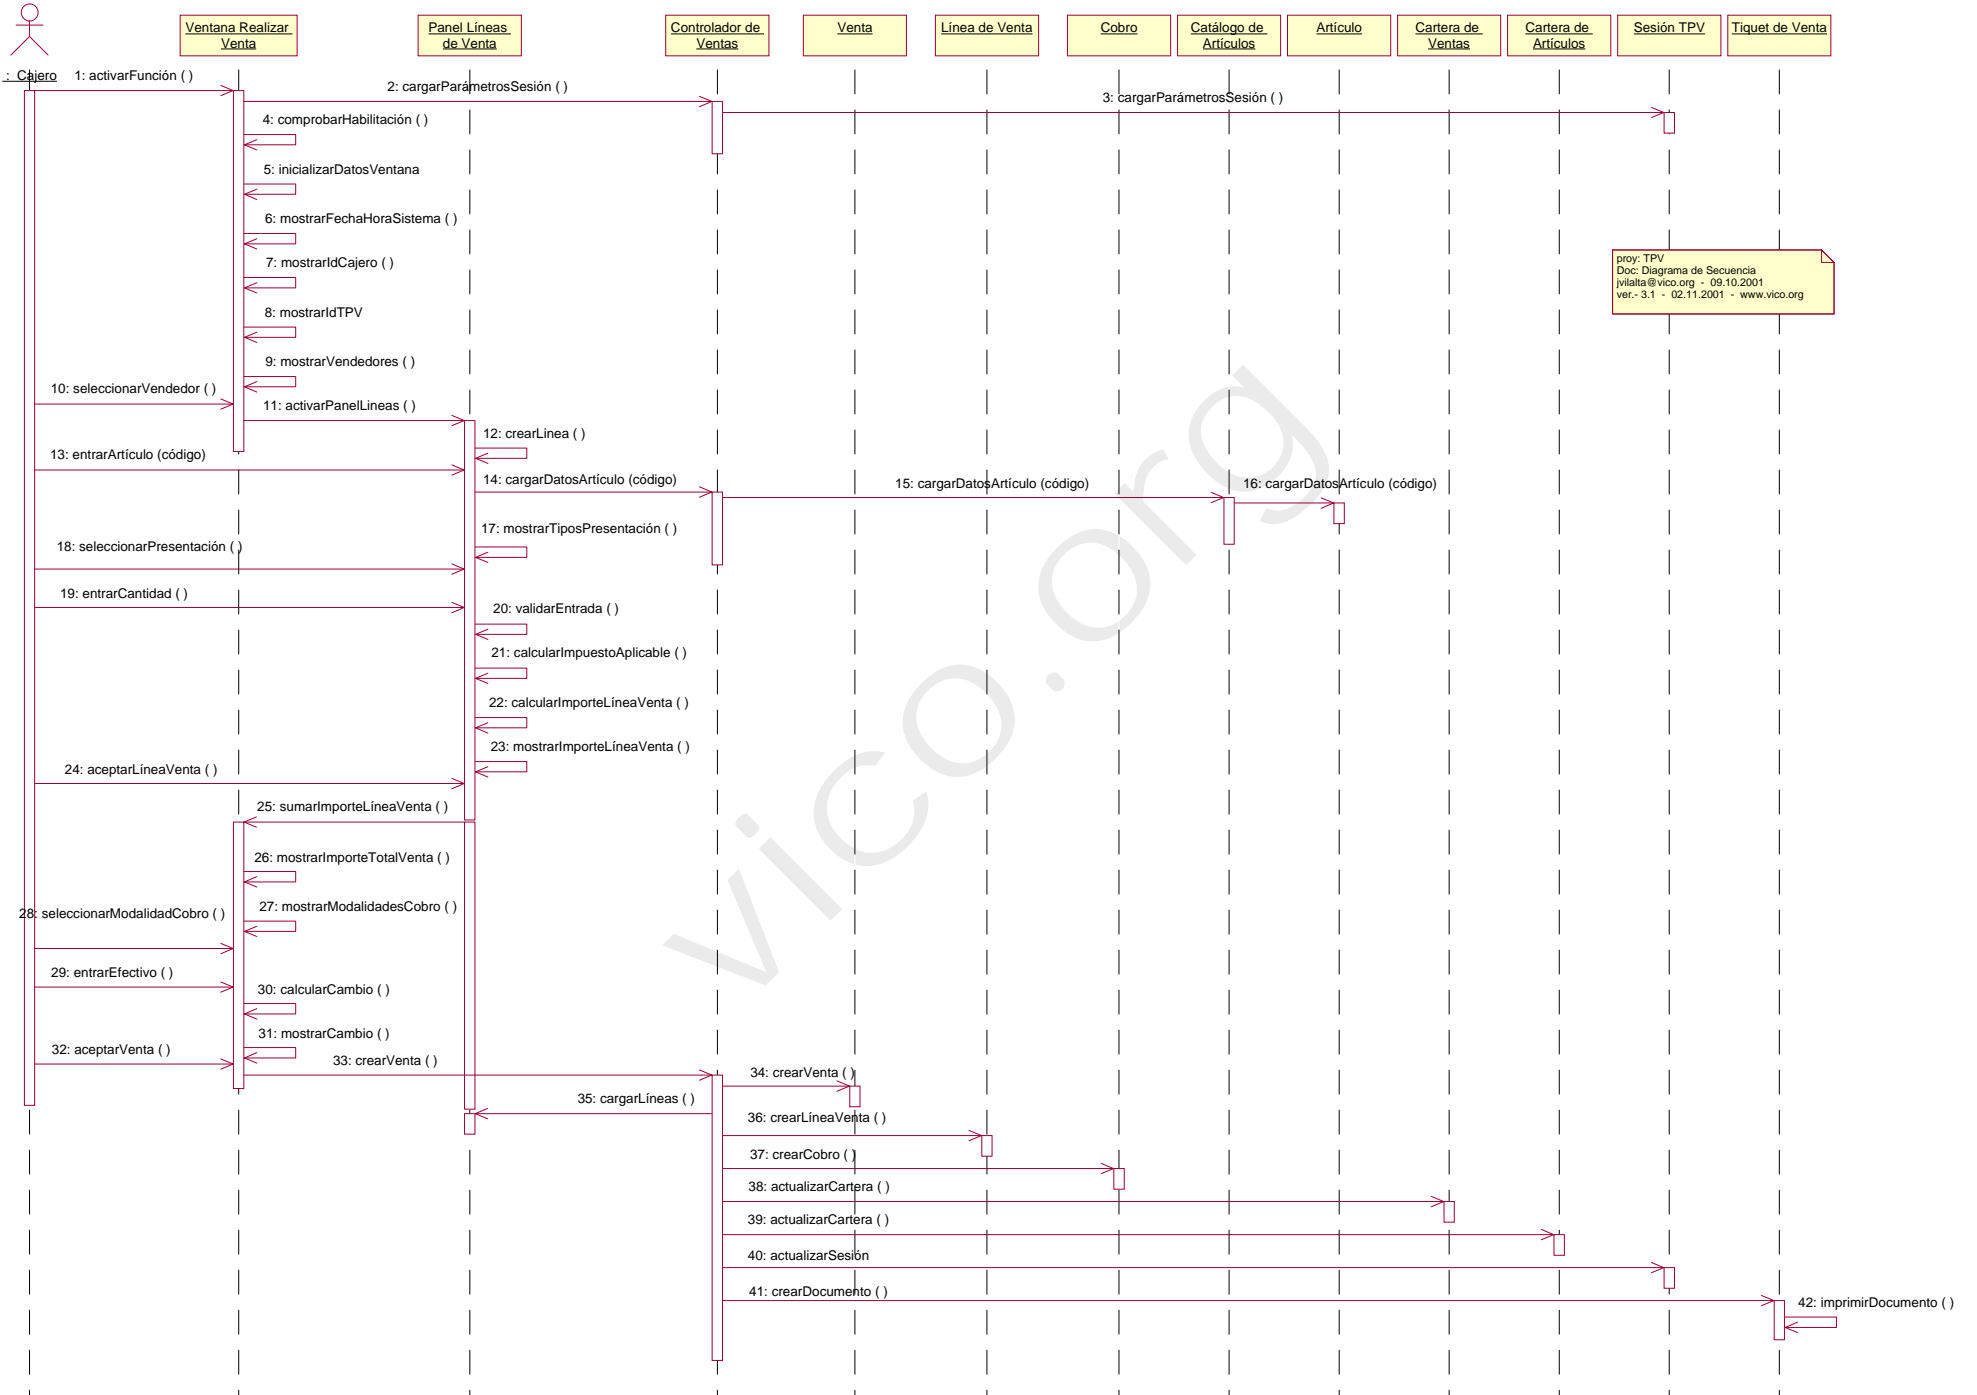 Ventana Realizar
Venta
Panel Líneas
de Venta
Controlador de
Ventas
Venta
Línea de Venta
Cobro
Catálogo de
Artículos
Artículo
Cartera de
Ventas
Cartera de
Artículos
Sesión TPV
Tiquet de Venta
: Cajero
1: activarFunción ( )
2: cargarParámetrosSesión ( )
3: cargarParámetrosSesión ( )
4: comprobarHabilitación ( )
5: inicializarDatosVentana
6: mostrarFechaHoraSistema ( )
7: mostrarIdCajero ( )
8: mostrarIdTPV
9: mostrarVendedores ( )
10: seleccionarVendedor ( )
11: activarPanelLineas ( )
12: crearLinea ( )
13: entrarArtículo (código)
14: cargarDatosArtículo (código)
15: cargarDatosArtículo (código)
16: cargarDatosArtículo (código)
17: mostrarTiposPresentación ( )
18: seleccionarPresentación ( )
19: entrarCantidad ( )
20: validarEntrada ( )
21: calcularImpuestoAplicable ( )
22: calcularImporteLíneaVenta ( )
23: mostrarImporteLíneaVenta ( )
24: aceptarLíneaVenta ( )
25: sumarImporteLíneaVenta ( )
26: mostrarImporteTotalVenta ( )
27: mostrarModalidadesCobro ( )
28: seleccionarModalidadCobro ( )
29: entrarEfectivo ( )
30: calcularCambio ( )
31: mostrarCambio ( )
32: aceptarVenta ( )
33: crearVenta ( )
34: crearVenta ( )
35: cargarLíneas ( )
36: crearLíneaVenta ( )
37: crearCobro ( )
38: actualizarCartera ( )
39: actualizarCartera ( )
40: actualizarSesión
41: crearDocumento ( )
42: imprimirDocumento ( )
proy: TPV
Doc: Diagrama de Secuencia
jvilalta@vico.org - 09.10.2001
ver.- 3.1 - 02.11.2001 - www.vico.org
vico.org